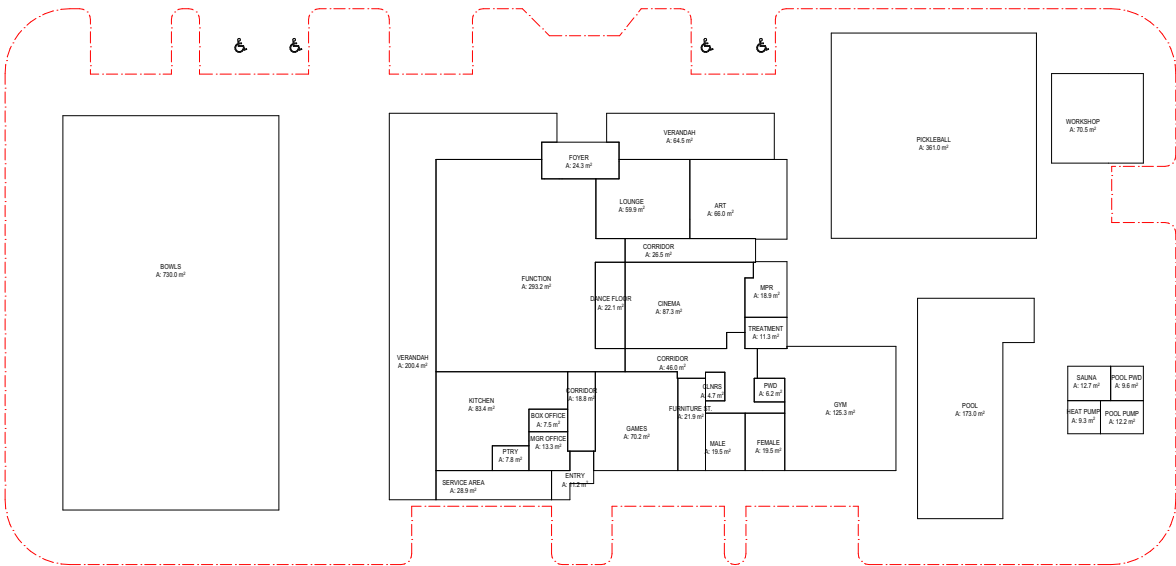 VERANDAH
A: 64.5 m²
WORKSHOP
A: 70.5 m²
PICKLEBALL
A: 361.0 m²
FOYER
A: 24.3 m²
LOUNGE
A: 59.9 m²
ART
A: 66.0 m²
CORRIDOR
A: 26.5 m²
BOWLS
A: 730.0 m²
FUNCTION
A: 293.2 m²
DANCE FLOOR
A: 22.1 m²
CINEMA
A: 87.3 m²
MPR
A: 18.9 m²
TREATMENT
A: 11.3 m²
VERANDAH
A: 200.4 m²
CORRIDOR
A: 46.0 m²
KITCHEN
A: 83.4 m²
CORRIDOR
A: 18.8 m²
CLNRS
A: 4.7 m²
PWD
A: 6.2 m²
GYM
A: 125.3 m²
POOL
A: 173.0 m²
SAUNA
A: 12.7 m²
POOL PWD
A: 9.6 m²
HEAT PUMP
A: 9.3 m²
POOL PUMP
A: 12.2 m²
BOX OFFICE
A: 7.5 m²
FURNITURE ST.
A: 21.9 m²
GAMES
A: 70.2 m²
MGR OFFICE
A: 13.3 m²
PTRY
A: 7.8 m²
MALE
A: 19.5 m²
FEMALE
A: 19.5 m²
SERVICE AREA
A: 28.9 m²
ENTRY
A: 11.2 m²